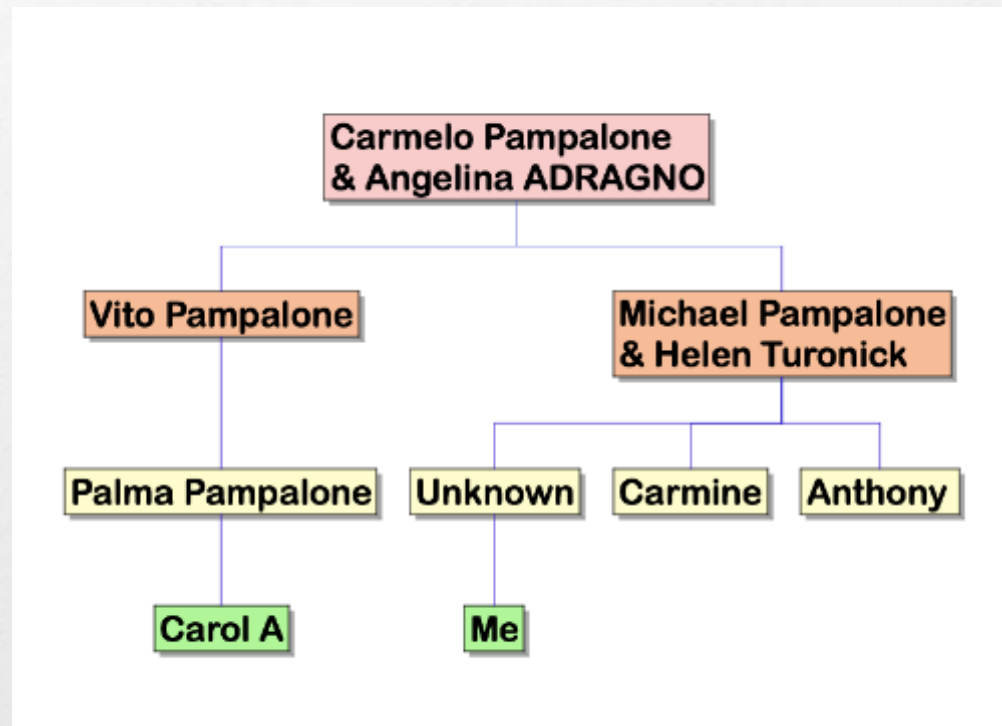 Carmelo Pampalone
& Angelina ADRAGNO
Vito Pampalone
Michael Pampalone
& Helen Turonick
Palma Pampalone
Unknown
Carmine
Anthony
Carol A
Me